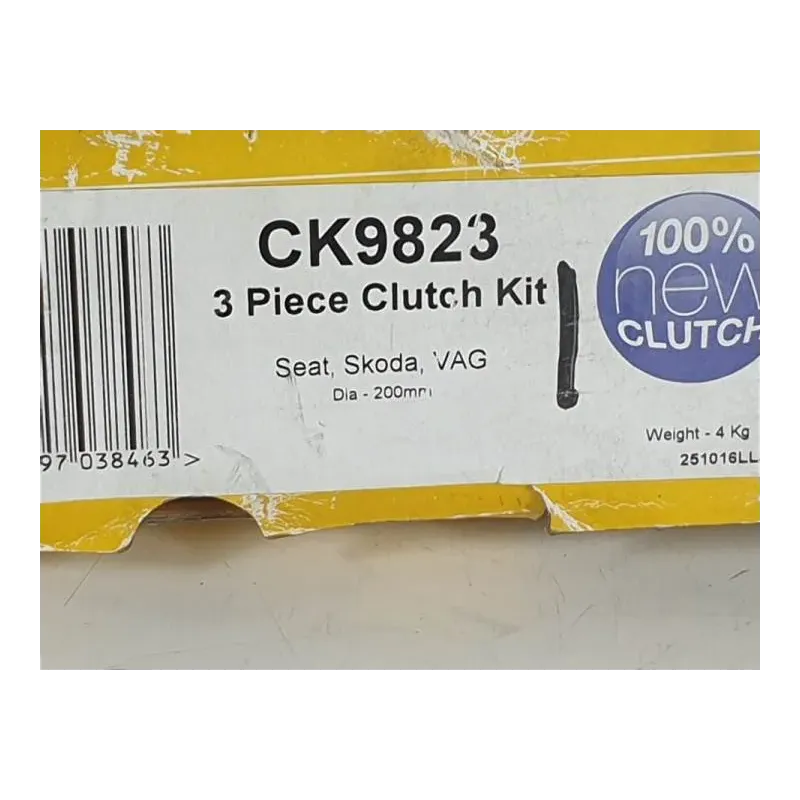 CK9823
3 Piece Clutch Kit
Seat, Skoda, VAG
Dia - 200mm
100%
new
CLUTCH
Weight - 4 Kg
251016LL
97 038463 >